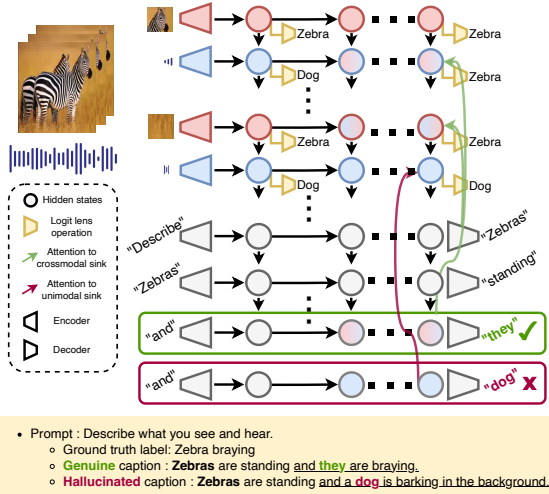 Zebra
Zebra
Dog
Zebra
Zebra
Zebra
Dog
Dog
Hidden states
Logit lens
operation
Attention to
crossmodal sink
Attention to
unimodal sink
Encoder
Decoder
"Describe"
"Zebras"
"Zebras"
"standing"
"and"
"they" ✓
"and"
"dog" x
• Prompt : Describe what you see and hear.
Ground truth label: Zebra braying
Genuine caption : Zebras are standing and they are braying.
Hallucinated caption : Zebras are standing and a dog is barking in the background.